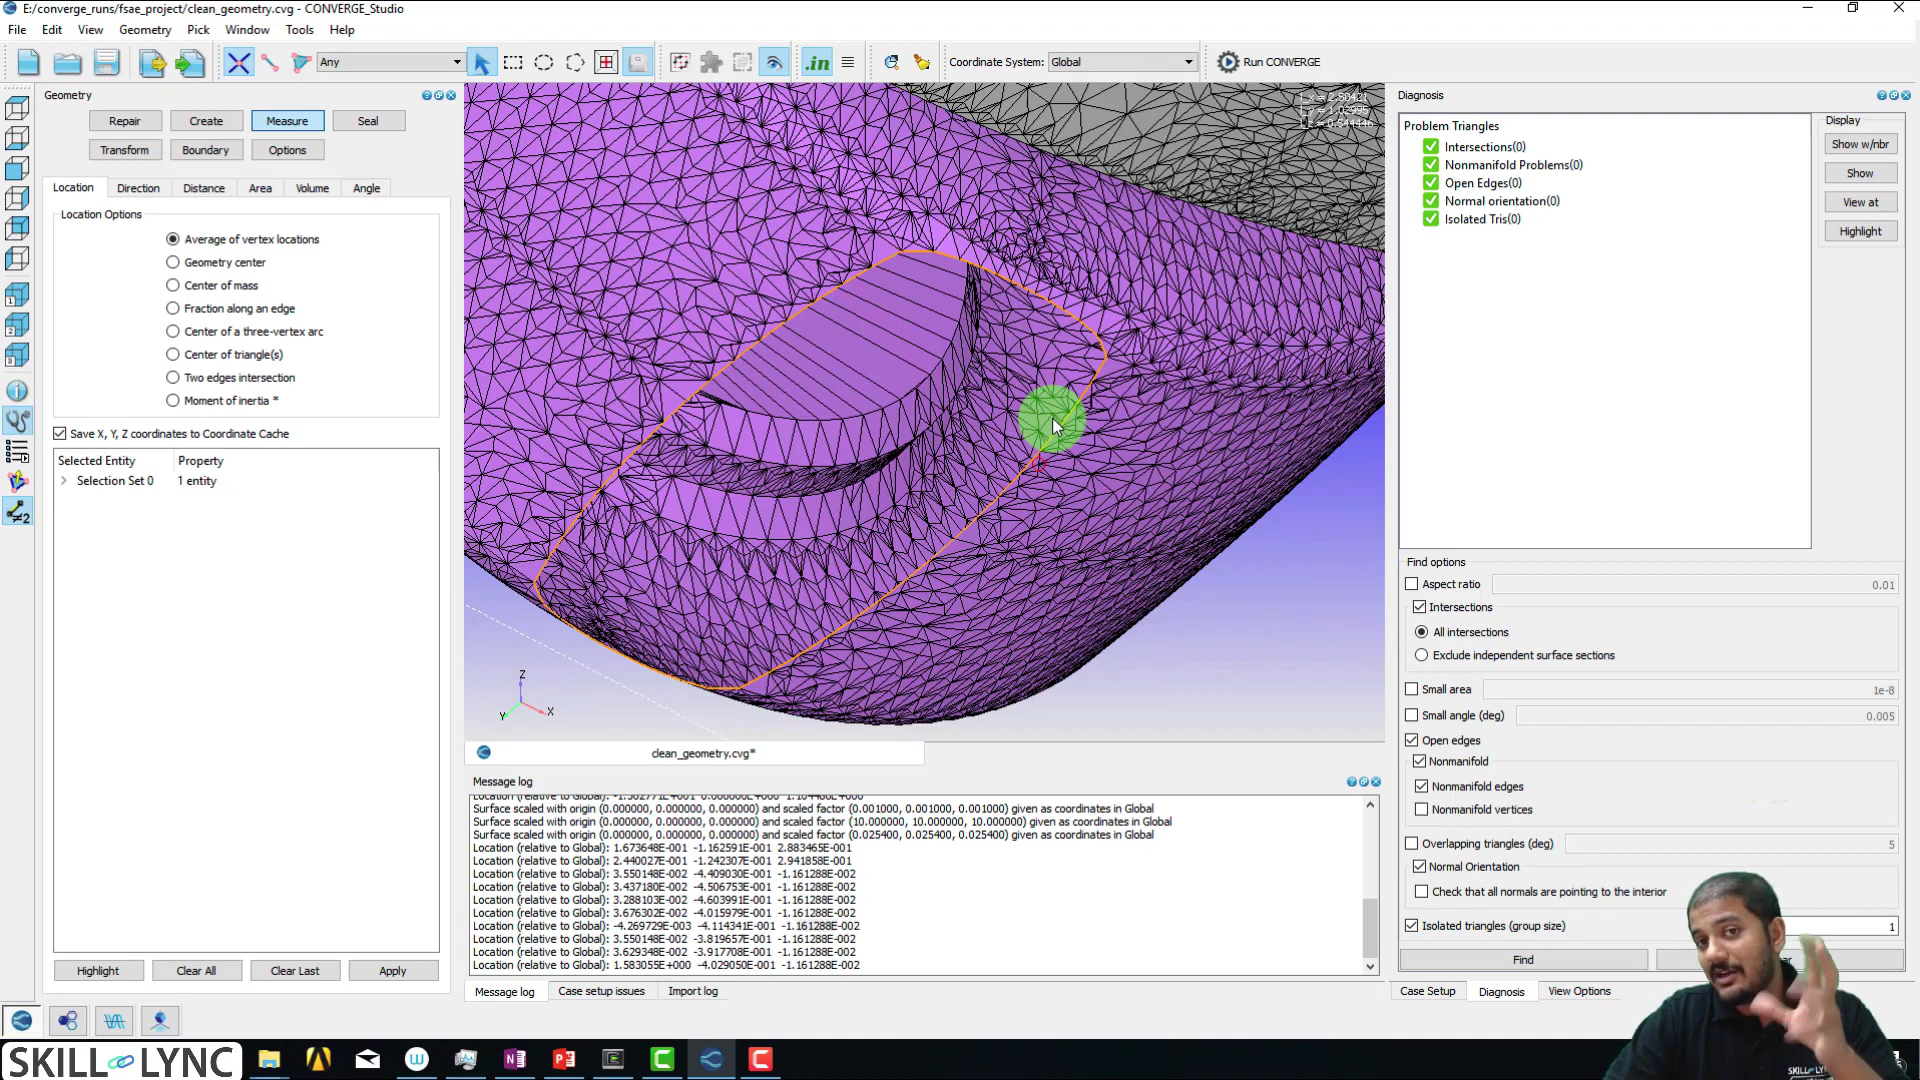 E:/converge_runs/fsae_project/clean_geometry.cvg - CONVERGE_Studio
File Edit View Geometry Pick Window Tools Help
Any
.in
Coordinate System: Global
Run CONVERGE
Geometry
Repair Create Measure Seal
Transform Boundary Options
Location Direction Distance Area Volume Angle
Location Options
Average of vertex locations
Geometry center
Center of mass
Fraction along an edge
Center of a three-vertex arc
Center of triangle(s)
Two edges intersection
Moment of inertia *
Save X, Y, Z coordinates to Coordinate Cache
Selected Entity Property
Selection Set 0 1 entity
Highlight Clear All Clear Last Apply
Z
Y X
clean_geometry.cvg*
Message log
Surface scaled with origin (0.000000, 0.000000, 0.000000) and scaled factor (0.001000, 0.001000, 0.001000) given as coordinates in Global
Surface scaled with origin (0.000000, 0.000000, 0.000000) and scaled factor (10.000000, 10.000000, 10.000000) given as coordinates in Global
Surface scaled with origin (0.000000, 0.000000, 0.000000) and scaled factor (0.025400, 0.025400, 0.025400) given as coordinates in Global
Location (relative to Global): 1.673648E-001 -1.162591E-001 2.883465E-001
Location (relative to Global): 2.440027E-001 -1.242307E-001 2.941858E-001
Location (relative to Global): 3.550148E-002 -4.409030E-001 -1.161288E-002
Location (relative to Global): 3.437180E-002 -4.506753E-001 -1.161288E-002
Location (relative to Global): 3.288103E-002 -4.603991E-001 -1.161288E-002
Location (relative to Global): 3.676302E-002 -4.015979E-001 -1.161288E-002
Location (relative to Global): -4.269729E-003 -4.114341E-001 -1.161288E-002
Location (relative to Global): 3.550148E-002 -3.819657E-001 -1.161288E-002
Location (relative to Global): 3.629348E-002 -3.917708E-001 -1.161288E-002
Location (relative to Global): 1.583055E+000 -4.029050E-001 -1.161288E-002
Message log Case setup issues Import log
Diagnosis
Problem Triangles
Intersections(0)
Nonmanifold Problems(0)
Open Edges(0)
Normal orientation(0)
Isolated Tris(0)
Display
Show w/nbr
Show
View at
Highlight
Find options
Aspect ratio 0.01
Intersections
All intersections
Exclude independent surface sections
Small area 1e-8
Small angle (deg) 0.005
Open edges
Nonmanifold
Nonmanifold edges
Nonmanifold vertices
Overlapping triangles (deg) 5
Normal Orientation
Check that all normals are pointing to the interior
Isolated triangles (group size) 1
Find
Case Setup Diagnosis View Options
SKILL LYNC